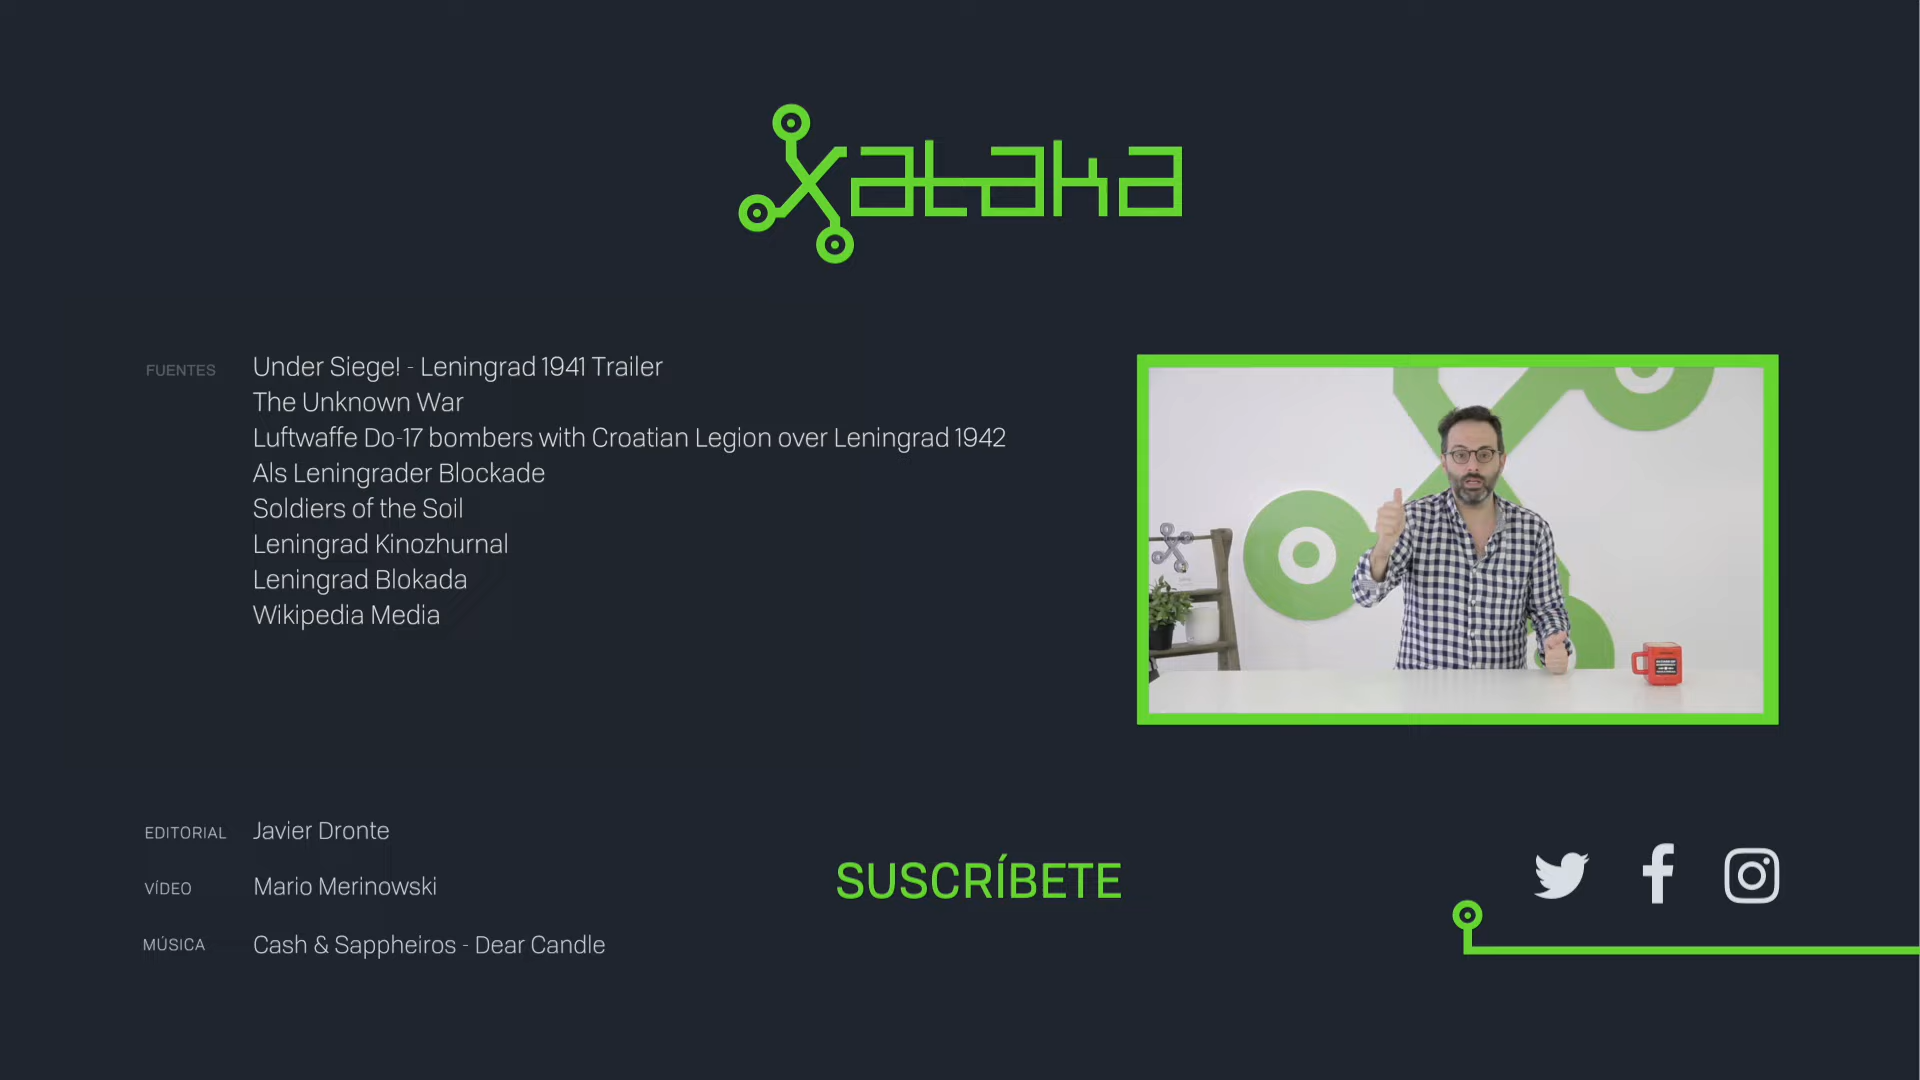 xataka
FUENTES
Under Siege! - Leningrad 1941 Trailer
The Unknown War
Luftwaffe Do-17 bombers with Croatian Legion over Leningrad 1942
Als Leningrader Blockade
Soldiers of the Soil
Leningrad Kinozhurnal
Leningrad Blokada
Wikipedia Media
EDITORIAL Javier Dronte
VÍDEO Mario Merinowski
MÚSICA Cash & Sappheiros - Dear Candle
SUSCRÍBETE